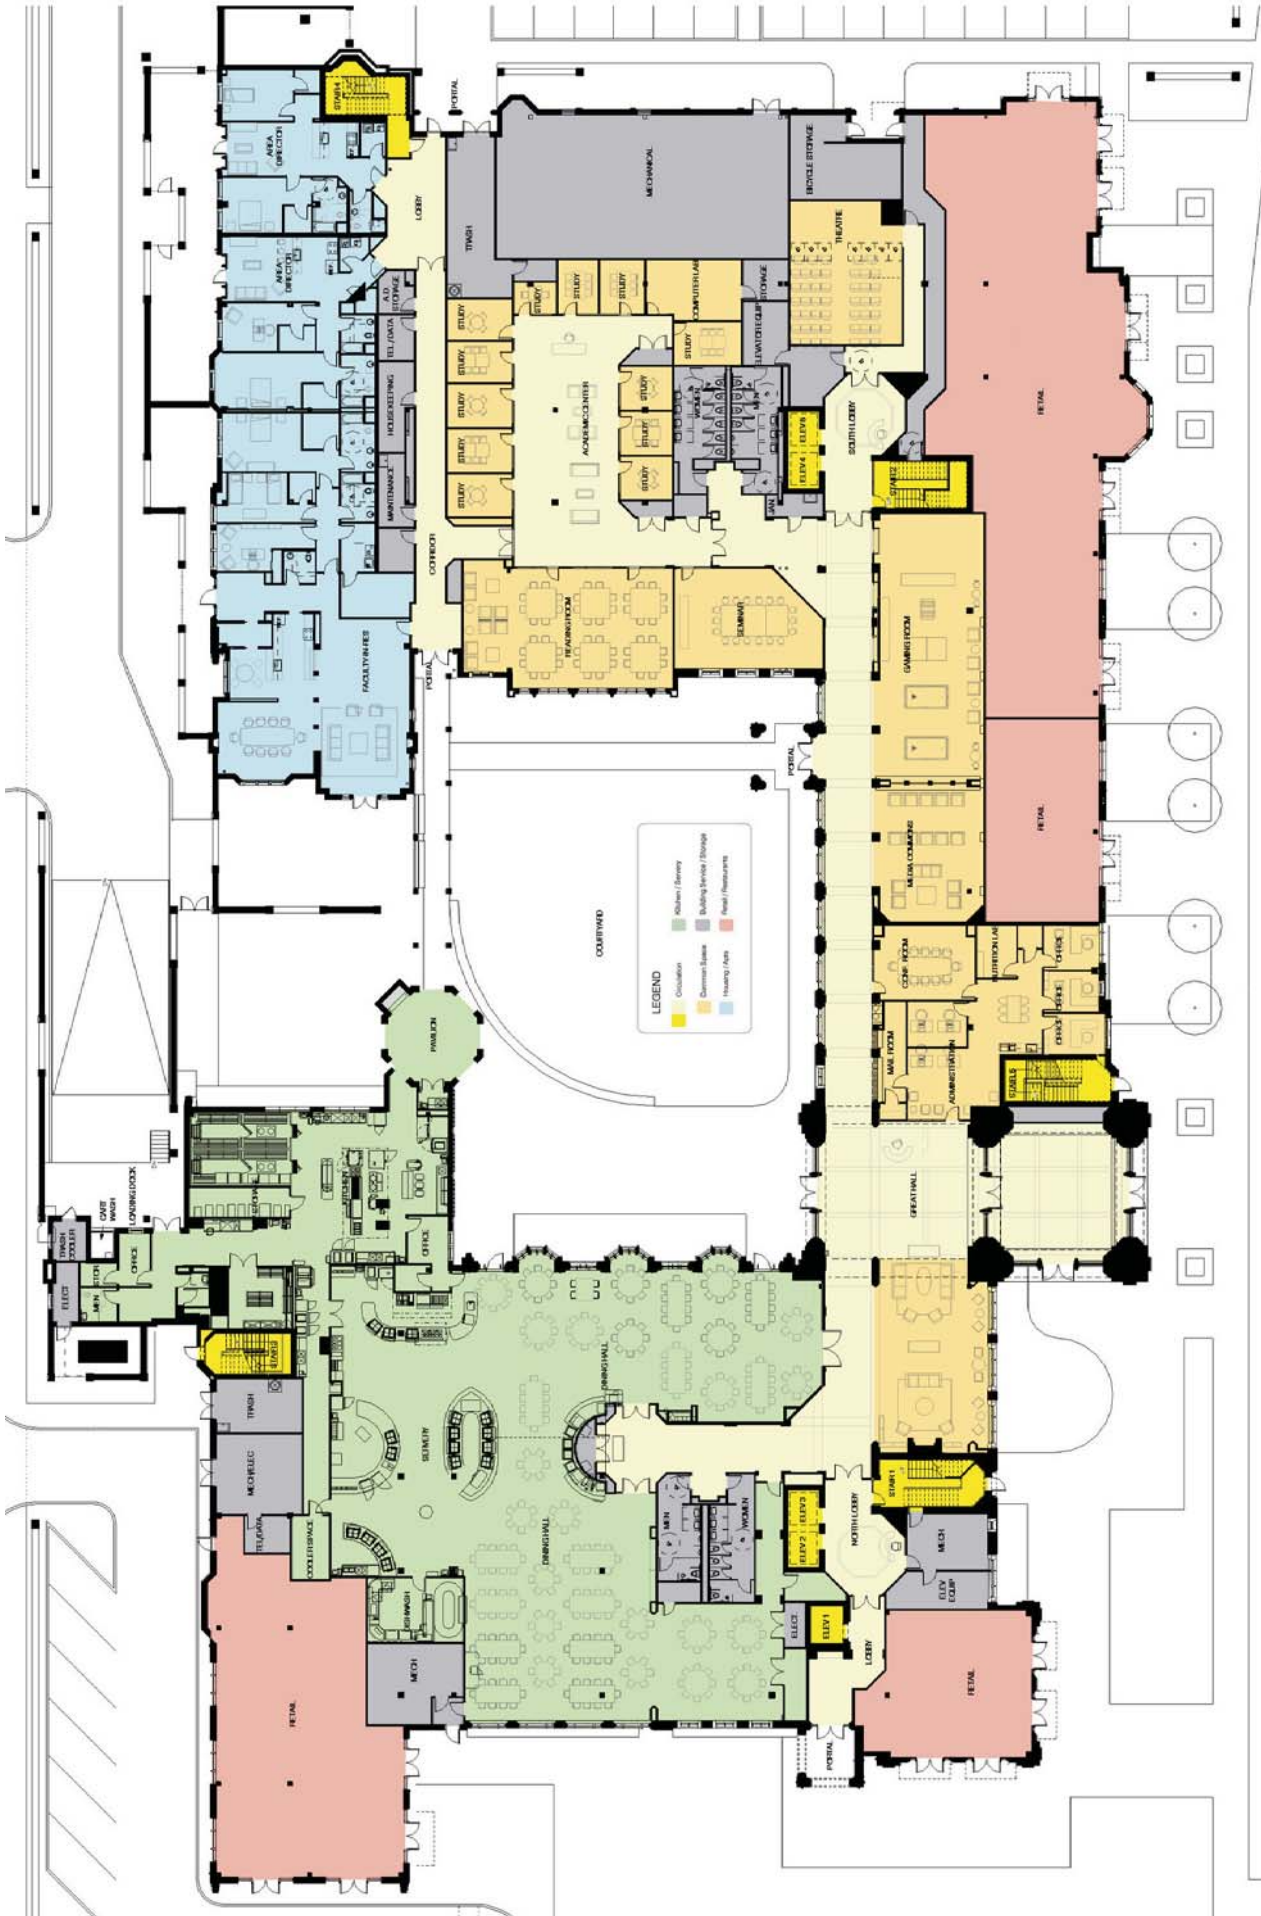 STAIR 4
PORTAL
AREA
DIRECTOR
LOBBY
TRASH
MECHANICAL
BICYCLE STORAGE
THEATRE
AREA
DIRECTOR
A.D.
STORAGE
STUDY
STUDY
STUDY
COMPUTER LAB
STORAGE
TEL / DATA
STUDY
STUDY
STUDY
ELEVATOR EQUIP
HOUSEKEEPING
STUDY
ACADEMIC CENTER
STUDY
WOMEN
MEN
SOUTH LOBBY
RETAIL
STUDY
STUDY
ELEV 4
MAINTENANCE
STUDY
STUDY
JAN
STAIR 2
CORRIDOR
READING ROOM
SEMINAR
GAMING ROOM
FACULTY IN RES
PORTAL
PORTAL
MEDIA COMMONS
RETAIL
COURTYARD
LEGEND
Circulation
Kitchen / Servery
Common Space
Building Service / Storage
Housing / Apts
Retail / Restaurants
CONF. ROOM
NUTRITION LAB
OFFICE
OFFICE
OFFICE
MAIL ROOM
ADMINISTRATION
STAIR 5
PAVILION
LOADING DOCK
CART
WASH
TRASH
COOLER
STORAGE
KITCHEN
OFFICE
OFFICE
GREAT HALL
ELECT
MEN
DINING HALL
TRASH
SERVERY
MECH/ELEC
TEL/DATA
COOLER SPACE
DINING HALL
MEN
WOMEN
ELEV 2
ELEV 3
NORTH LOBBY
STAIR 1
MECH
ELEV
EQUIP
DISHWASH
MECH
ELECT.
ELEV 1
LOBBY
RETAIL
RETAIL
PORTAL